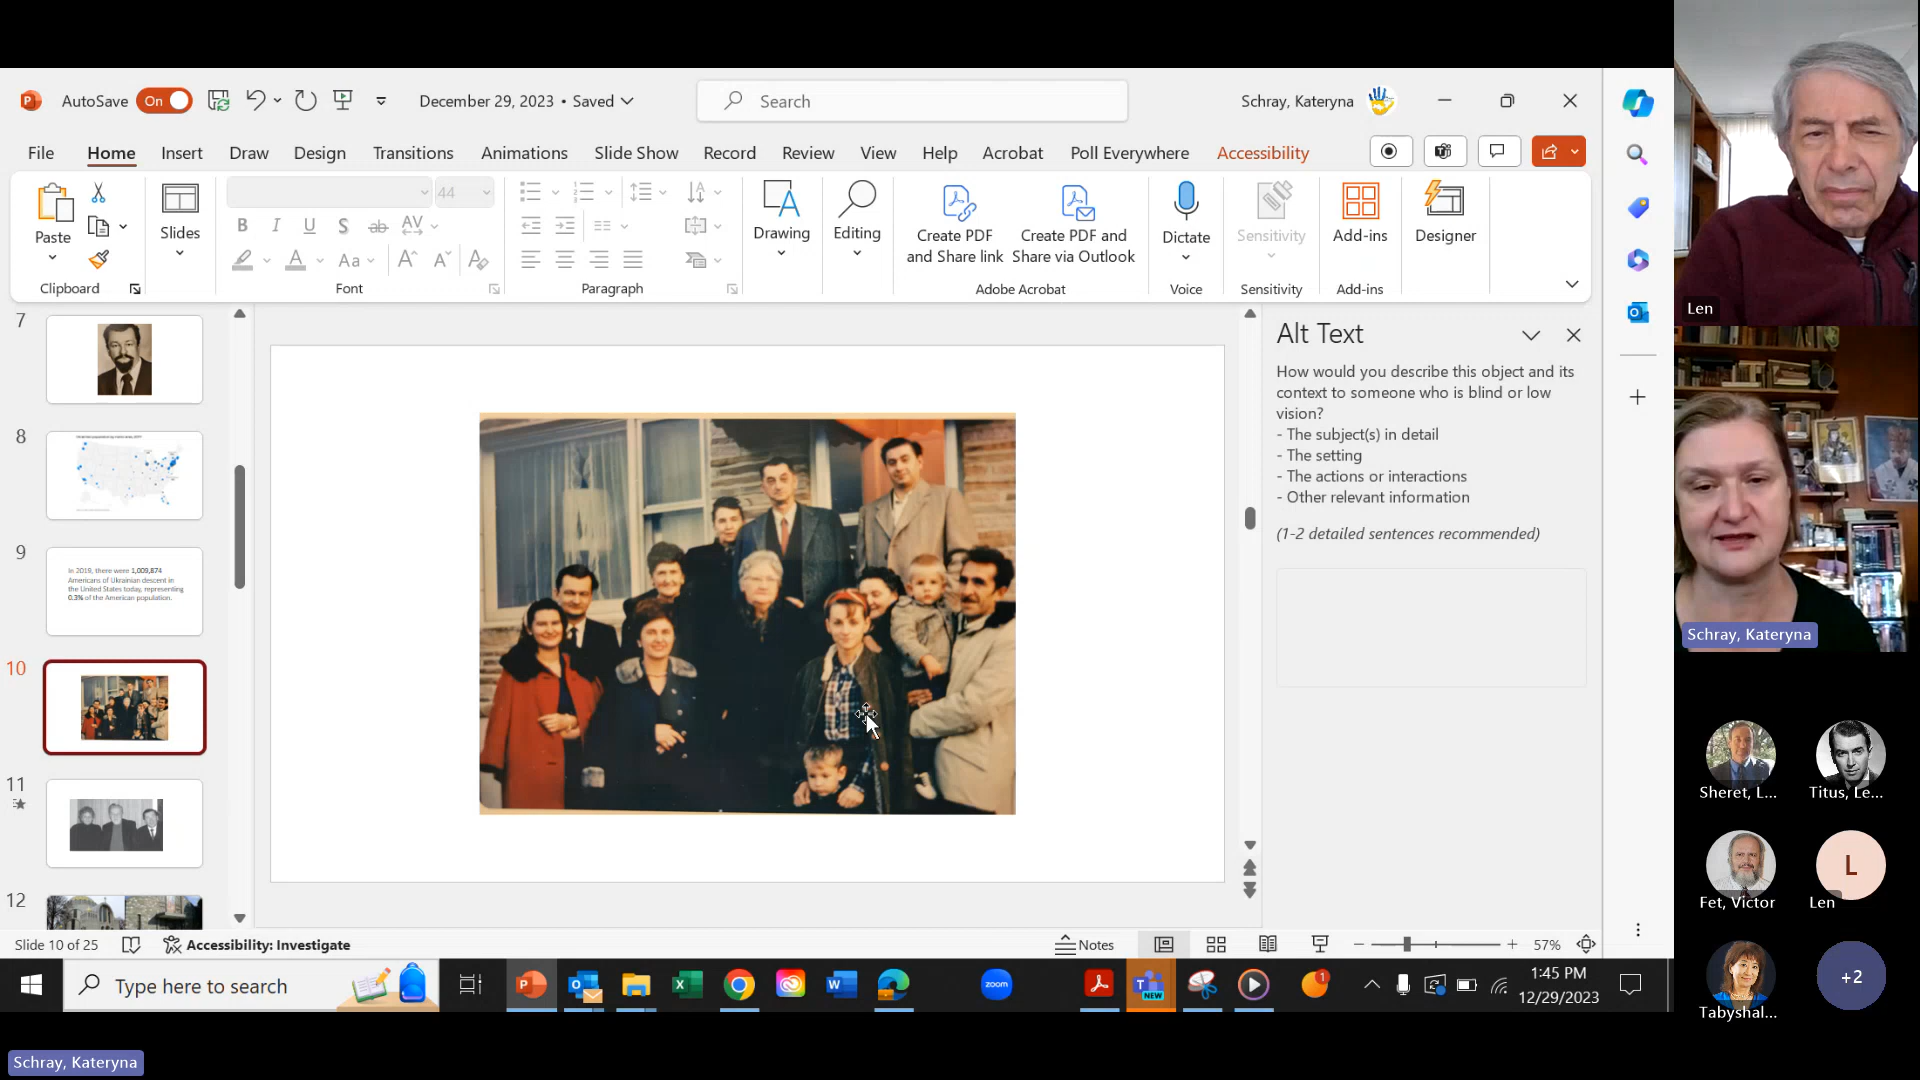 AutoSave On December 29, 2023 • Saved Search Schray, Kateryna
File Home Insert Draw Design Transitions Animations Slide Show Record Review View Help Acrobat Poll Everywhere Accessibility
Paste
Slides
44
B I U S ab AV
A Aa A A
Drawing
Editing
Create PDF
and Share link
Create PDF and
Share via Outlook
Dictate
Sensitivity
Add-ins
Designer
Clipboard Font Paragraph Adobe Acrobat Voice Sensitivity Add-ins
7
8
9
In 2019, there were 1,009,874
Americans of Ukrainian descent in
the United States today, representing
0.3% of the American population.
10
11
12
Alt Text
How would you describe this object and its
context to someone who is blind or low
vision?
- The subject(s) in detail
- The setting
- The actions or interactions
- Other relevant information
(1-2 detailed sentences recommended)
Len
Schray, Kateryna
Sheret, L...
Titus, Le...
Fet, Victor
L
Len
Tabyshal...
+2
Slide 10 of 25 Accessibility: Investigate Notes 57%
Type here to search
zoom
NEW
1
1:45 PM
12/29/2023
Schray, Kateryna